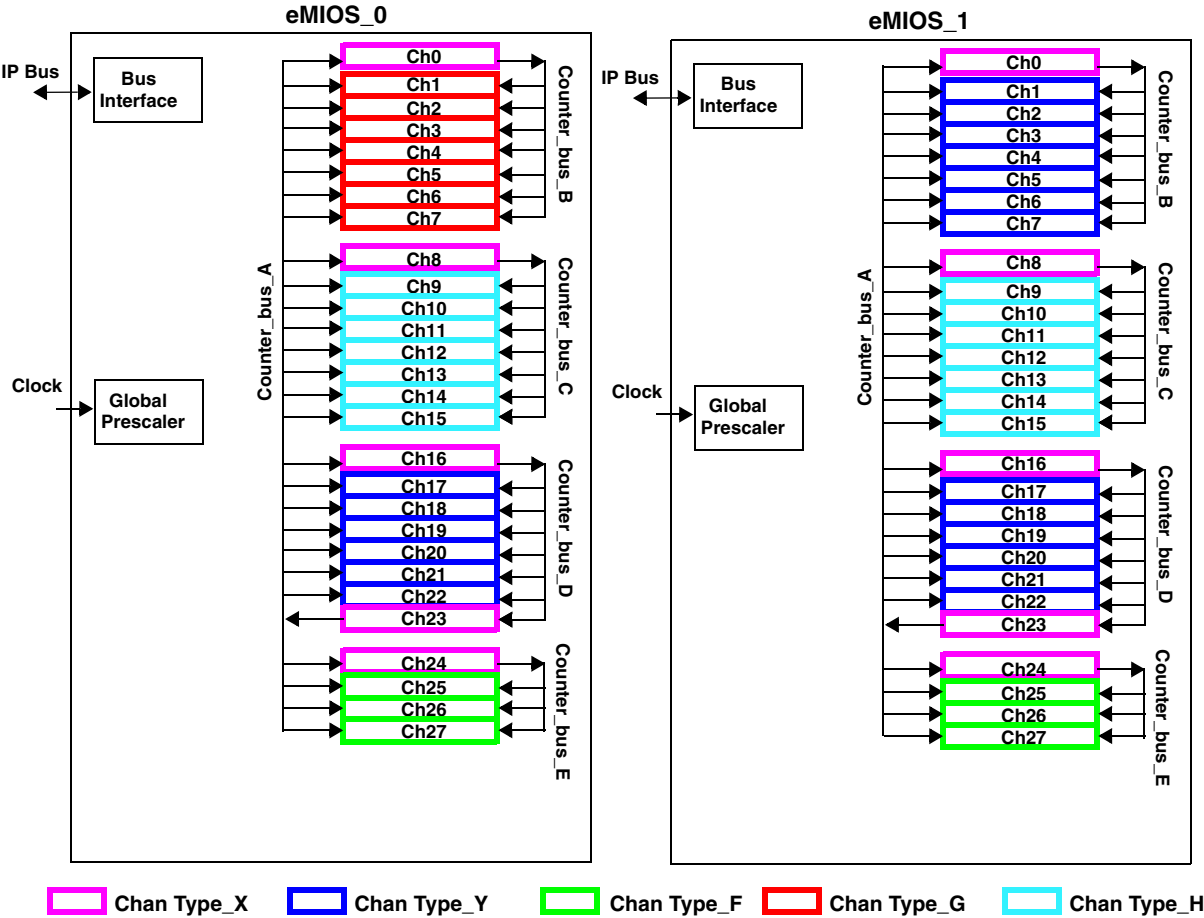 eMIOS_0
IP Bus
Bus
Interface
Clock
Global
Prescaler
Counter_bus_A
Ch0
Ch1
Ch2
Ch3
Ch4
Ch5
Ch6
Ch7
Counter_bus_B
Ch8
Ch9
Ch10
Ch11
Ch12
Ch13
Ch14
Ch15
Counter_bus_C
Ch16
Ch17
Ch18
Ch19
Ch20
Ch21
Ch22
Ch23
Counter_bus_D
Ch24
Ch25
Ch26
Ch27
Counter_bus_E
eMIOS_1
IP Bus
Bus
Interface
Clock
Global
Prescaler
Counter_bus_A
Ch0
Ch1
Ch2
Ch3
Ch4
Ch5
Ch6
Ch7
Counter_bus_B
Ch8
Ch9
Ch10
Ch11
Ch12
Ch13
Ch14
Ch15
Counter_bus_C
Ch16
Ch17
Ch18
Ch19
Ch20
Ch21
Ch22
Ch23
Counter_bus_D
Ch24
Ch25
Ch26
Ch27
Counter_bus_E
Chan Type_X
Chan Type_Y
Chan Type_F
Chan Type_G
Chan Type_H